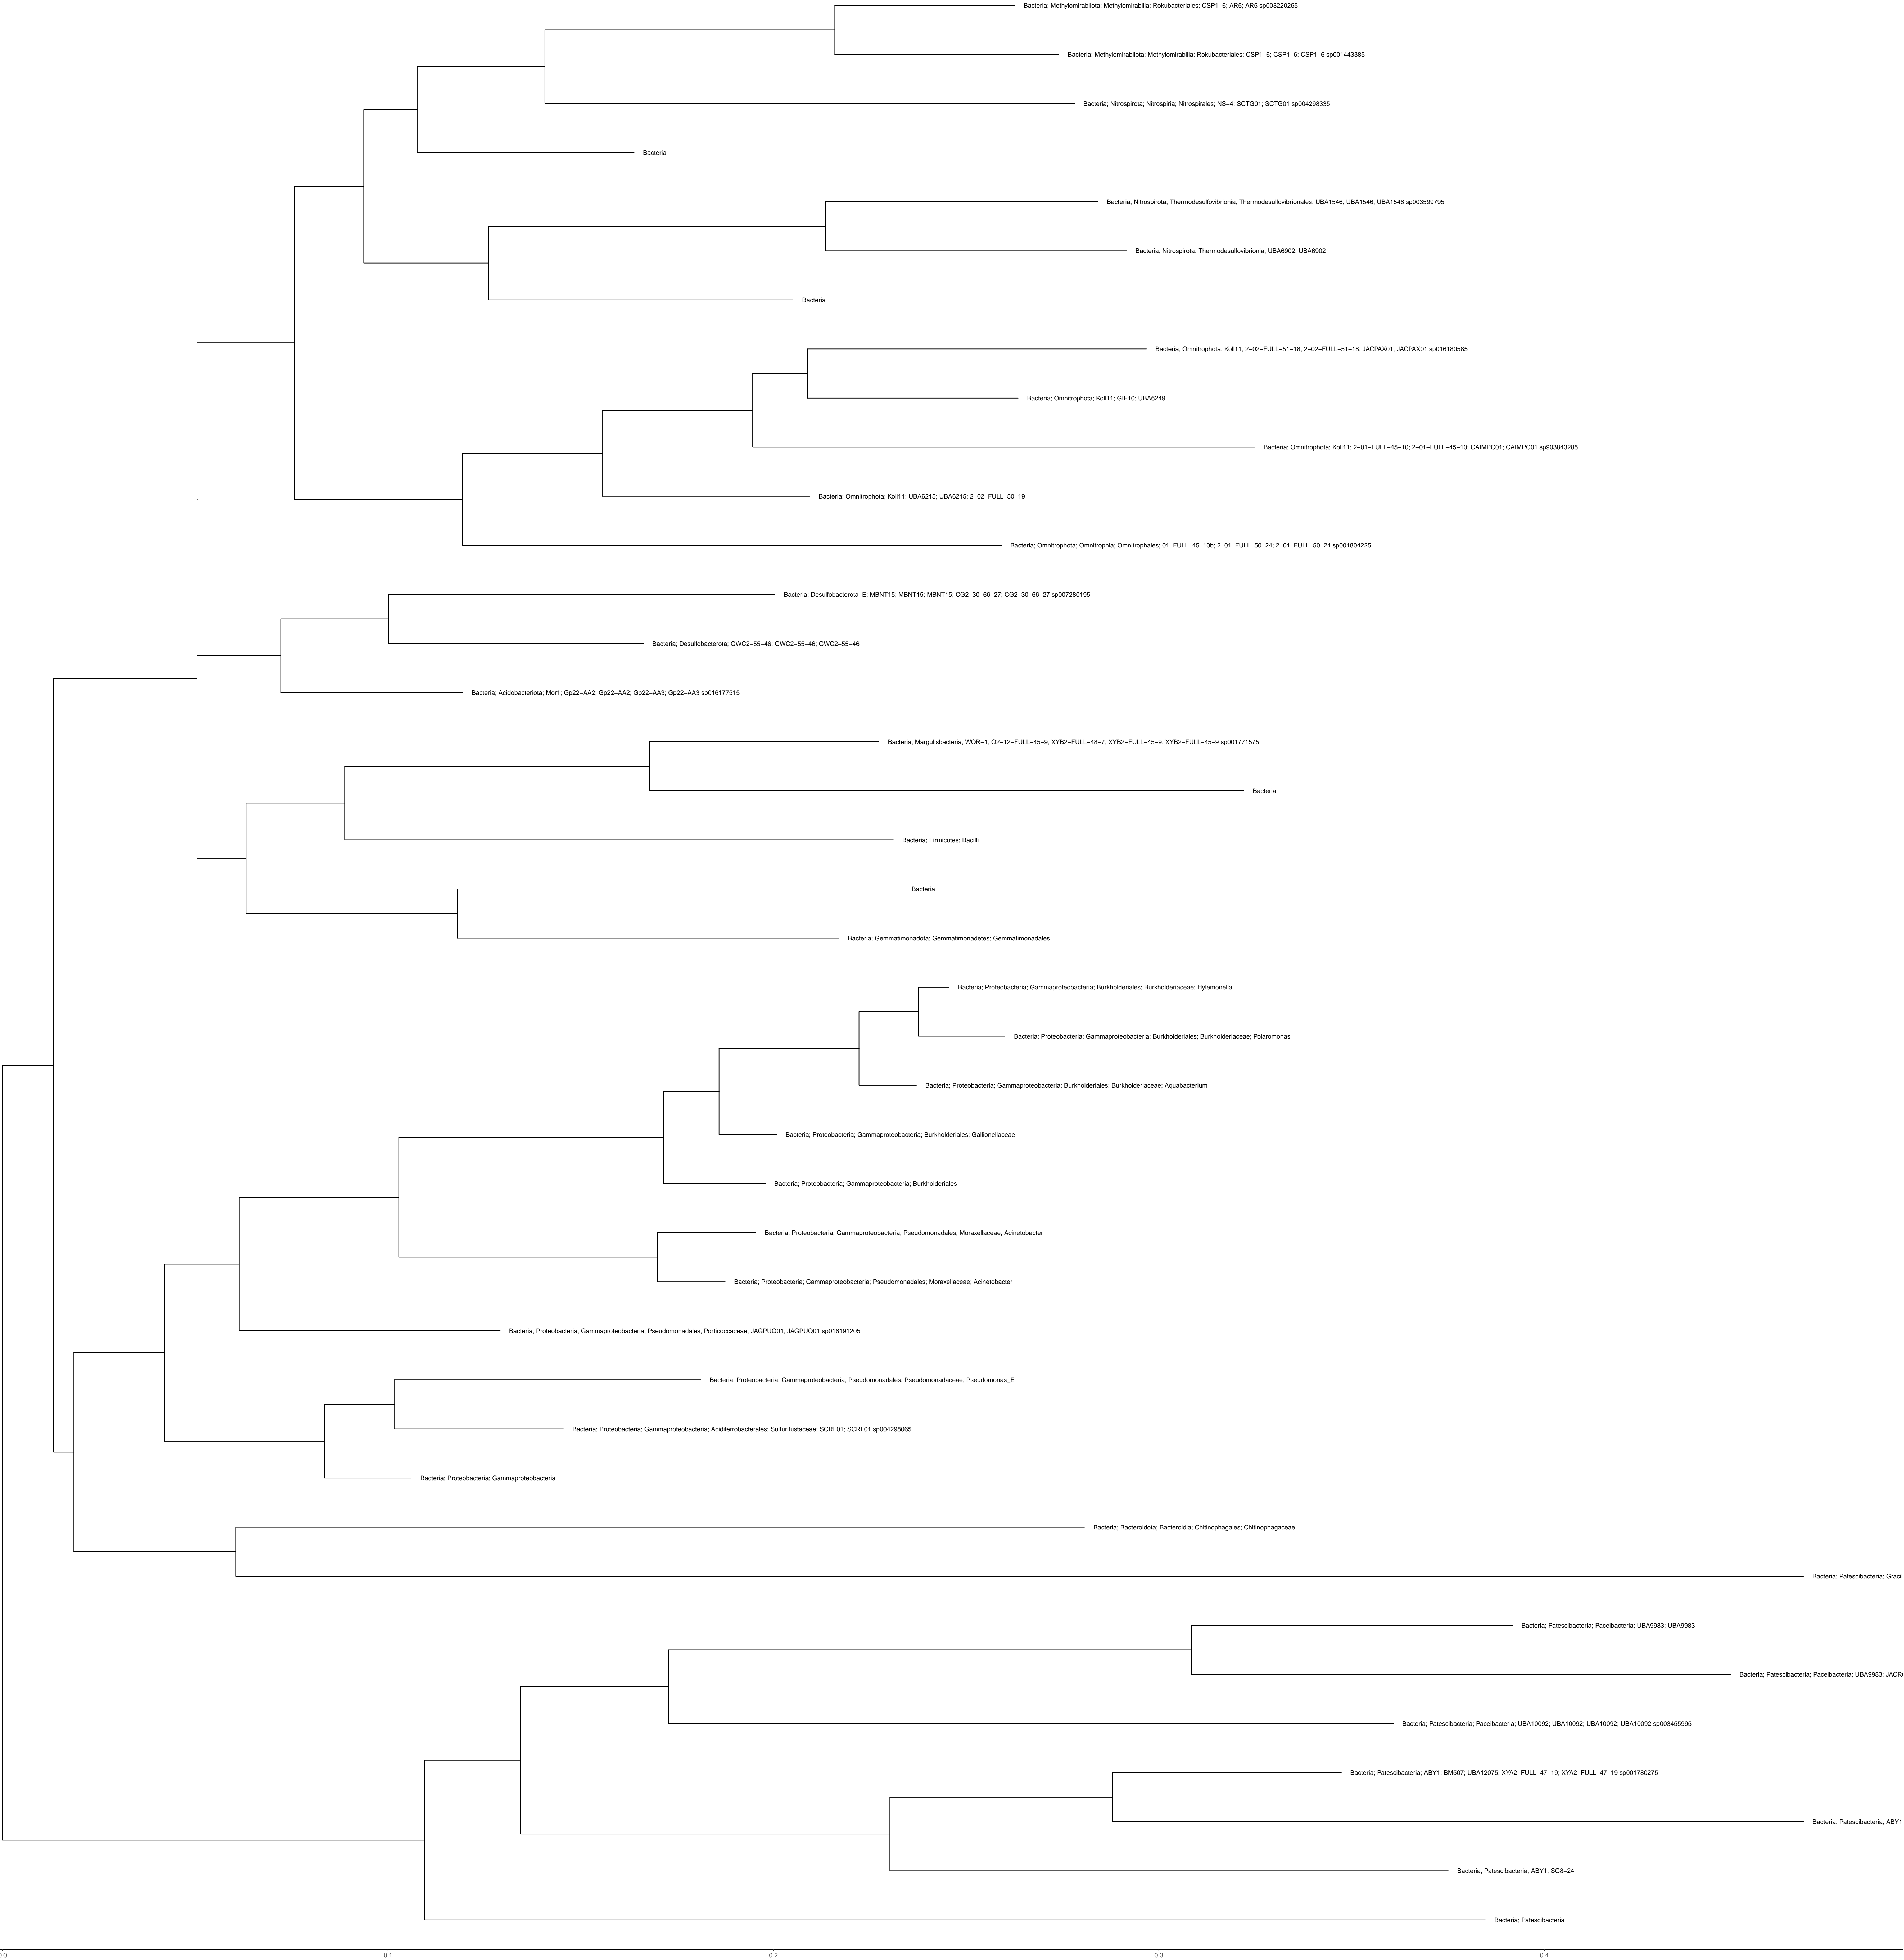 Bacteria; Methylomirabilota; Methylomirabilia; Rokubacteriales; CSP1−6; AR5; AR5 sp003220265
Bacteria; Methylomirabilota; Methylomirabilia; Rokubacteriales; CSP1−6; CSP1−6; CSP1−6 sp001443385
Bacteria; Nitrospirota; Nitrospiria; Nitrospirales; NS−4; SCTG01; SCTG01 sp004298335
Bacteria
Bacteria; Nitrospirota; Thermodesulfovibrionia; Thermodesulfovibrionales; UBA1546; UBA1546; UBA1546 sp003599795
Bacteria; Nitrospirota; Thermodesulfovibrionia; UBA6902; UBA6902
Bacteria
Bacteria; Omnitrophota; Koll11; 2−02−FULL−51−18; 2−02−FULL−51−18; JACPAX01; JACPAX01 sp016180585
Bacteria; Omnitrophota; Koll11; GIF10; UBA6249
Bacteria; Omnitrophota; Koll11; 2−01−FULL−45−10; 2−01−FULL−45−10; CAIMPC01; CAIMPC01 sp903843285
Bacteria; Omnitrophota; Koll11; UBA6215; UBA6215; 2−02−FULL−50−19
Bacteria; Omnitrophota; Omnitrophia; Omnitrophales; 01−FULL−45−10b; 2−01−FULL−50−24; 2−01−FULL−50−24 sp001804225
Bacteria; Desulfobacterota_E; MBNT15; MBNT15; MBNT15; CG2−30−66−27; CG2−30−66−27 sp007280195
Bacteria; Desulfobacterota; GWC2−55−46; GWC2−55−46; GWC2−55−46
Bacteria; Acidobacteriota; Mor1; Gp22−AA2; Gp22−AA2; Gp22−AA3; Gp22−AA3 sp016177515
Bacteria; Margulisbacteria; WOR−1; O2−12−FULL−45−9; XYB2−FULL−48−7; XYB2−FULL−45−9; XYB2−FULL−45−9 sp001771575
Bacteria
Bacteria; Firmicutes; Bacilli
Bacteria
Bacteria; Gemmatimonadota; Gemmatimonadetes; Gemmatimonadales
Bacteria; Proteobacteria; Gammaproteobacteria; Burkholderiales; Burkholderiaceae; Hylemonella
Bacteria; Proteobacteria; Gammaproteobacteria; Burkholderiales; Burkholderiaceae; Polaromonas
Bacteria; Proteobacteria; Gammaproteobacteria; Burkholderiales; Burkholderiaceae; Aquabacterium
Bacteria; Proteobacteria; Gammaproteobacteria; Burkholderiales; Gallionellaceae
Bacteria; Proteobacteria; Gammaproteobacteria; Burkholderiales
Bacteria; Proteobacteria; Gammaproteobacteria; Pseudomonadales; Moraxellaceae; Acinetobacter
Bacteria; Proteobacteria; Gammaproteobacteria; Pseudomonadales; Moraxellaceae; Acinetobacter
Bacteria; Proteobacteria; Gammaproteobacteria; Pseudomonadales; Porticoccaceae; JAGPUQ01; JAGPUQ01 sp016191205
Bacteria; Proteobacteria; Gammaproteobacteria; Pseudomonadales; Pseudomonadaceae; Pseudomonas_E
Bacteria; Proteobacteria; Gammaproteobacteria; Acidiferrobacterales; Sulfurifustaceae; SCRL01; SCRL01 sp004298065
Bacteria; Proteobacteria; Gammaproteobacteria
Bacteria; Bacteroidota; Bacteroidia; Chitinophagales; Chitinophagaceae
Bacteria; Patescibacteria; Gracil
Bacteria; Patescibacteria; Paceibacteria; UBA9983; UBA9983
Bacteria; Patescibacteria; Paceibacteria; UBA9983; JACR
Bacteria; Patescibacteria; Paceibacteria; UBA10092; UBA10092; UBA10092; UBA10092 sp003455995
Bacteria; Patescibacteria; ABY1; BM507; UBA12075; XYA2−FULL−47−19; XYA2−FULL−47−19 sp001780275
Bacteria; Patescibacteria; ABY1
Bacteria; Patescibacteria; ABY1; SG8−24
Bacteria; Patescibacteria
0.0 0.1 0.2 0.3 0.4